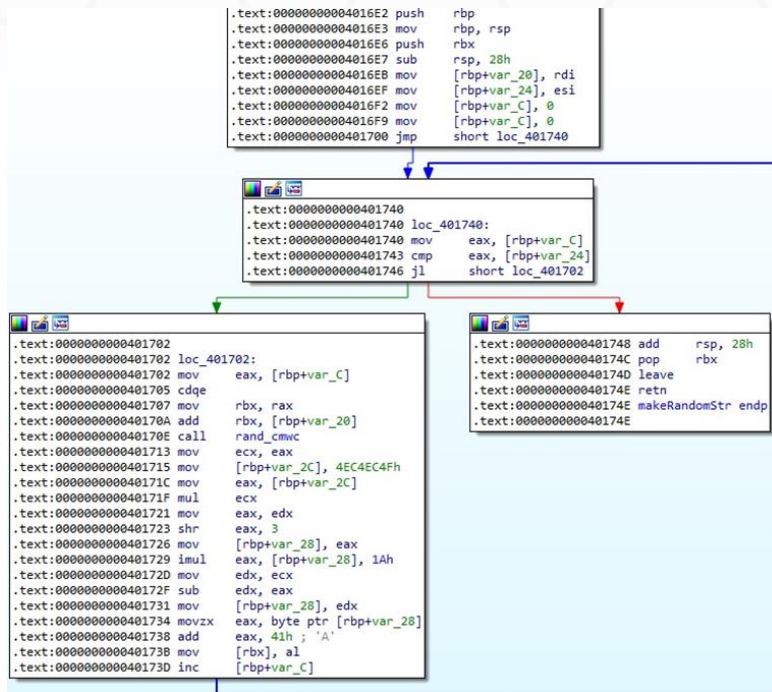 .text:00000000004016E2 push rbp
.text:00000000004016E3 mov rbp, rsp
.text:00000000004016E6 push rbx
.text:00000000004016E7 sub rsp, 28h
.text:00000000004016EB mov [rbp+var_20], rdi
.text:00000000004016EF mov [rbp+var_24], esi
.text:00000000004016F2 mov [rbp+var_C], 0
.text:00000000004016F9 mov [rbp+var_C], 0
.text:0000000000401700 jmp short loc_401740
.text:0000000000401740
.text:0000000000401740 loc_401740:
.text:0000000000401740 mov eax, [rbp+var_C]
.text:0000000000401743 cmp eax, [rbp+var_24]
.text:0000000000401746 jl short loc_401702
.text:0000000000401702
.text:0000000000401702 loc_401702:
.text:0000000000401702 mov eax, [rbp+var_C]
.text:0000000000401705 cdqe
.text:0000000000401707 mov rbx, rax
.text:000000000040170A add rbx, [rbp+var_20]
.text:000000000040170E call rand_cmwc
.text:0000000000401713 mov ecx, eax
.text:0000000000401715 mov [rbp+var_2C], 4EC4EC4Fh
.text:000000000040171C mov eax, [rbp+var_2C]
.text:000000000040171F mul ecx
.text:0000000000401721 mov eax, edx
.text:0000000000401723 shr eax, 3
.text:0000000000401726 mov [rbp+var_28], eax
.text:0000000000401729 imul eax, [rbp+var_28], 1Ah
.text:000000000040172D mov edx, ecx
.text:000000000040172F sub edx, eax
.text:0000000000401731 mov [rbp+var_28], edx
.text:0000000000401734 movzx eax, byte ptr [rbp+var_28]
.text:0000000000401738 add eax, 41h ; 'A'
.text:000000000040173B mov [rbx], al
.text:000000000040173D inc [rbp+var_C]
.text:0000000000401748 add rsp, 28h
.text:000000000040174C pop rbx
.text:000000000040174D leave
.text:000000000040174E retn
.text:000000000040174E makeRandomStr endp
.text:000000000040174E